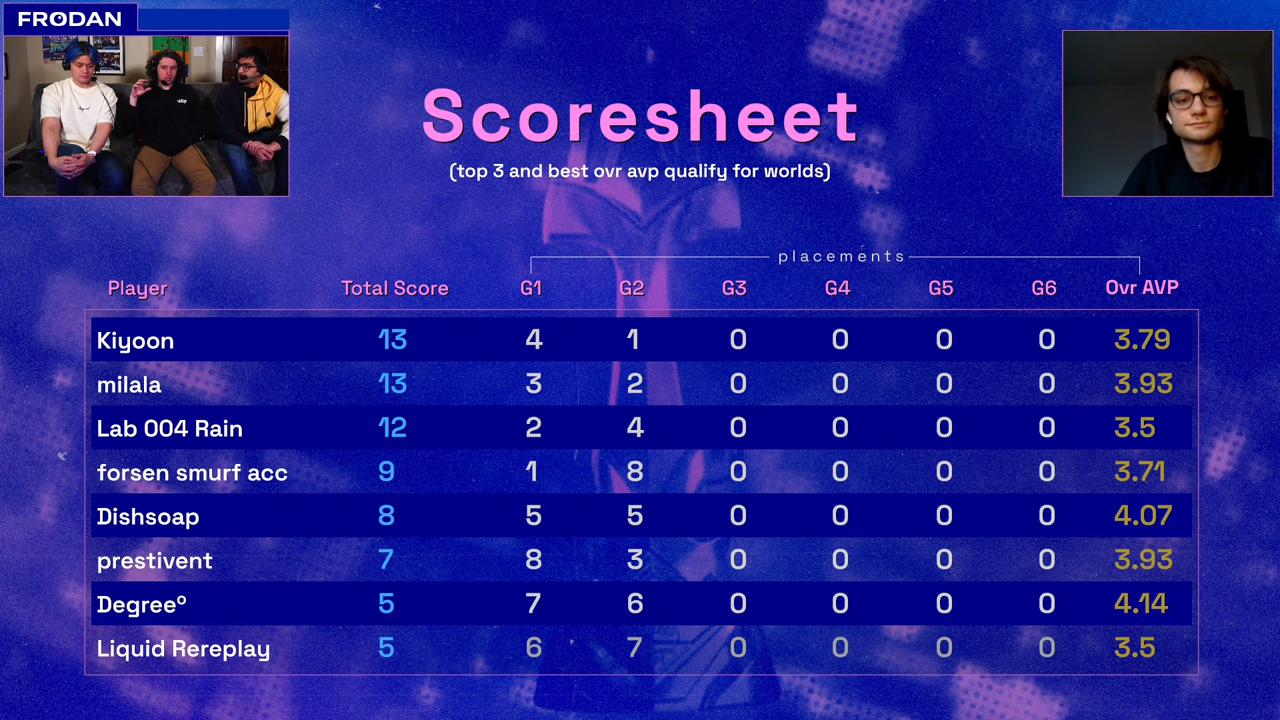 FRODAN
Scoresheet
(top 3 and best ovr avp qualify for worlds)
placements
Player Total Score G1 G2 G3 G4 G5 G6 Ovr AVP
Kiyoon 13 4 1 0 0 0 0 3.79
milala 13 3 2 0 0 0 0 3.93
Lab 004 Rain 12 2 4 0 0 0 0 3.5
forsen smurf acc 9 1 8 0 0 0 0 3.71
Dishsoap 8 5 5 0 0 0 0 4.07
prestivent 7 8 3 0 0 0 0 3.93
Degreeº 5 7 6 0 0 0 0 4.14
Liquid Rereplay 5 6 7 0 0 0 0 3.5